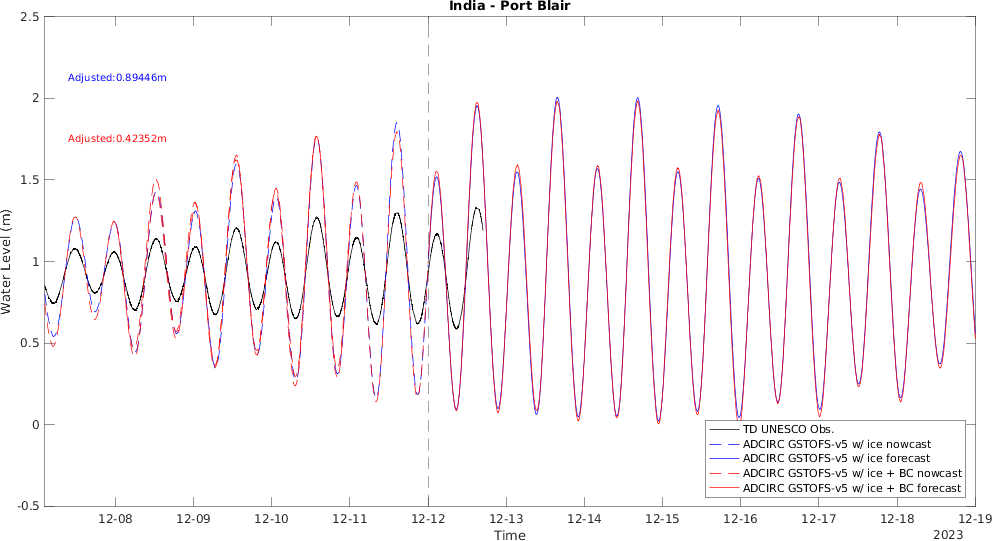 India - Port Blair
2.5
2
1.5
1
0.5
0
-0.5
Water Level (m)
Adjusted:0.89446m
Adjusted:0.42352m
TD UNESCO Obs.
ADCIRC GSTOFS-v5 w/ ice nowcast
ADCIRC GSTOFS-v5 w/ ice forecast
ADCIRC GSTOFS-v5 w/ ice + BC nowcast
ADCIRC GSTOFS-v5 w/ ice + BC forecast
12-08 12-09 12-10 12-11 12-12 12-13 12-14 12-15 12-16 12-17 12-18 12-19
Time
2023